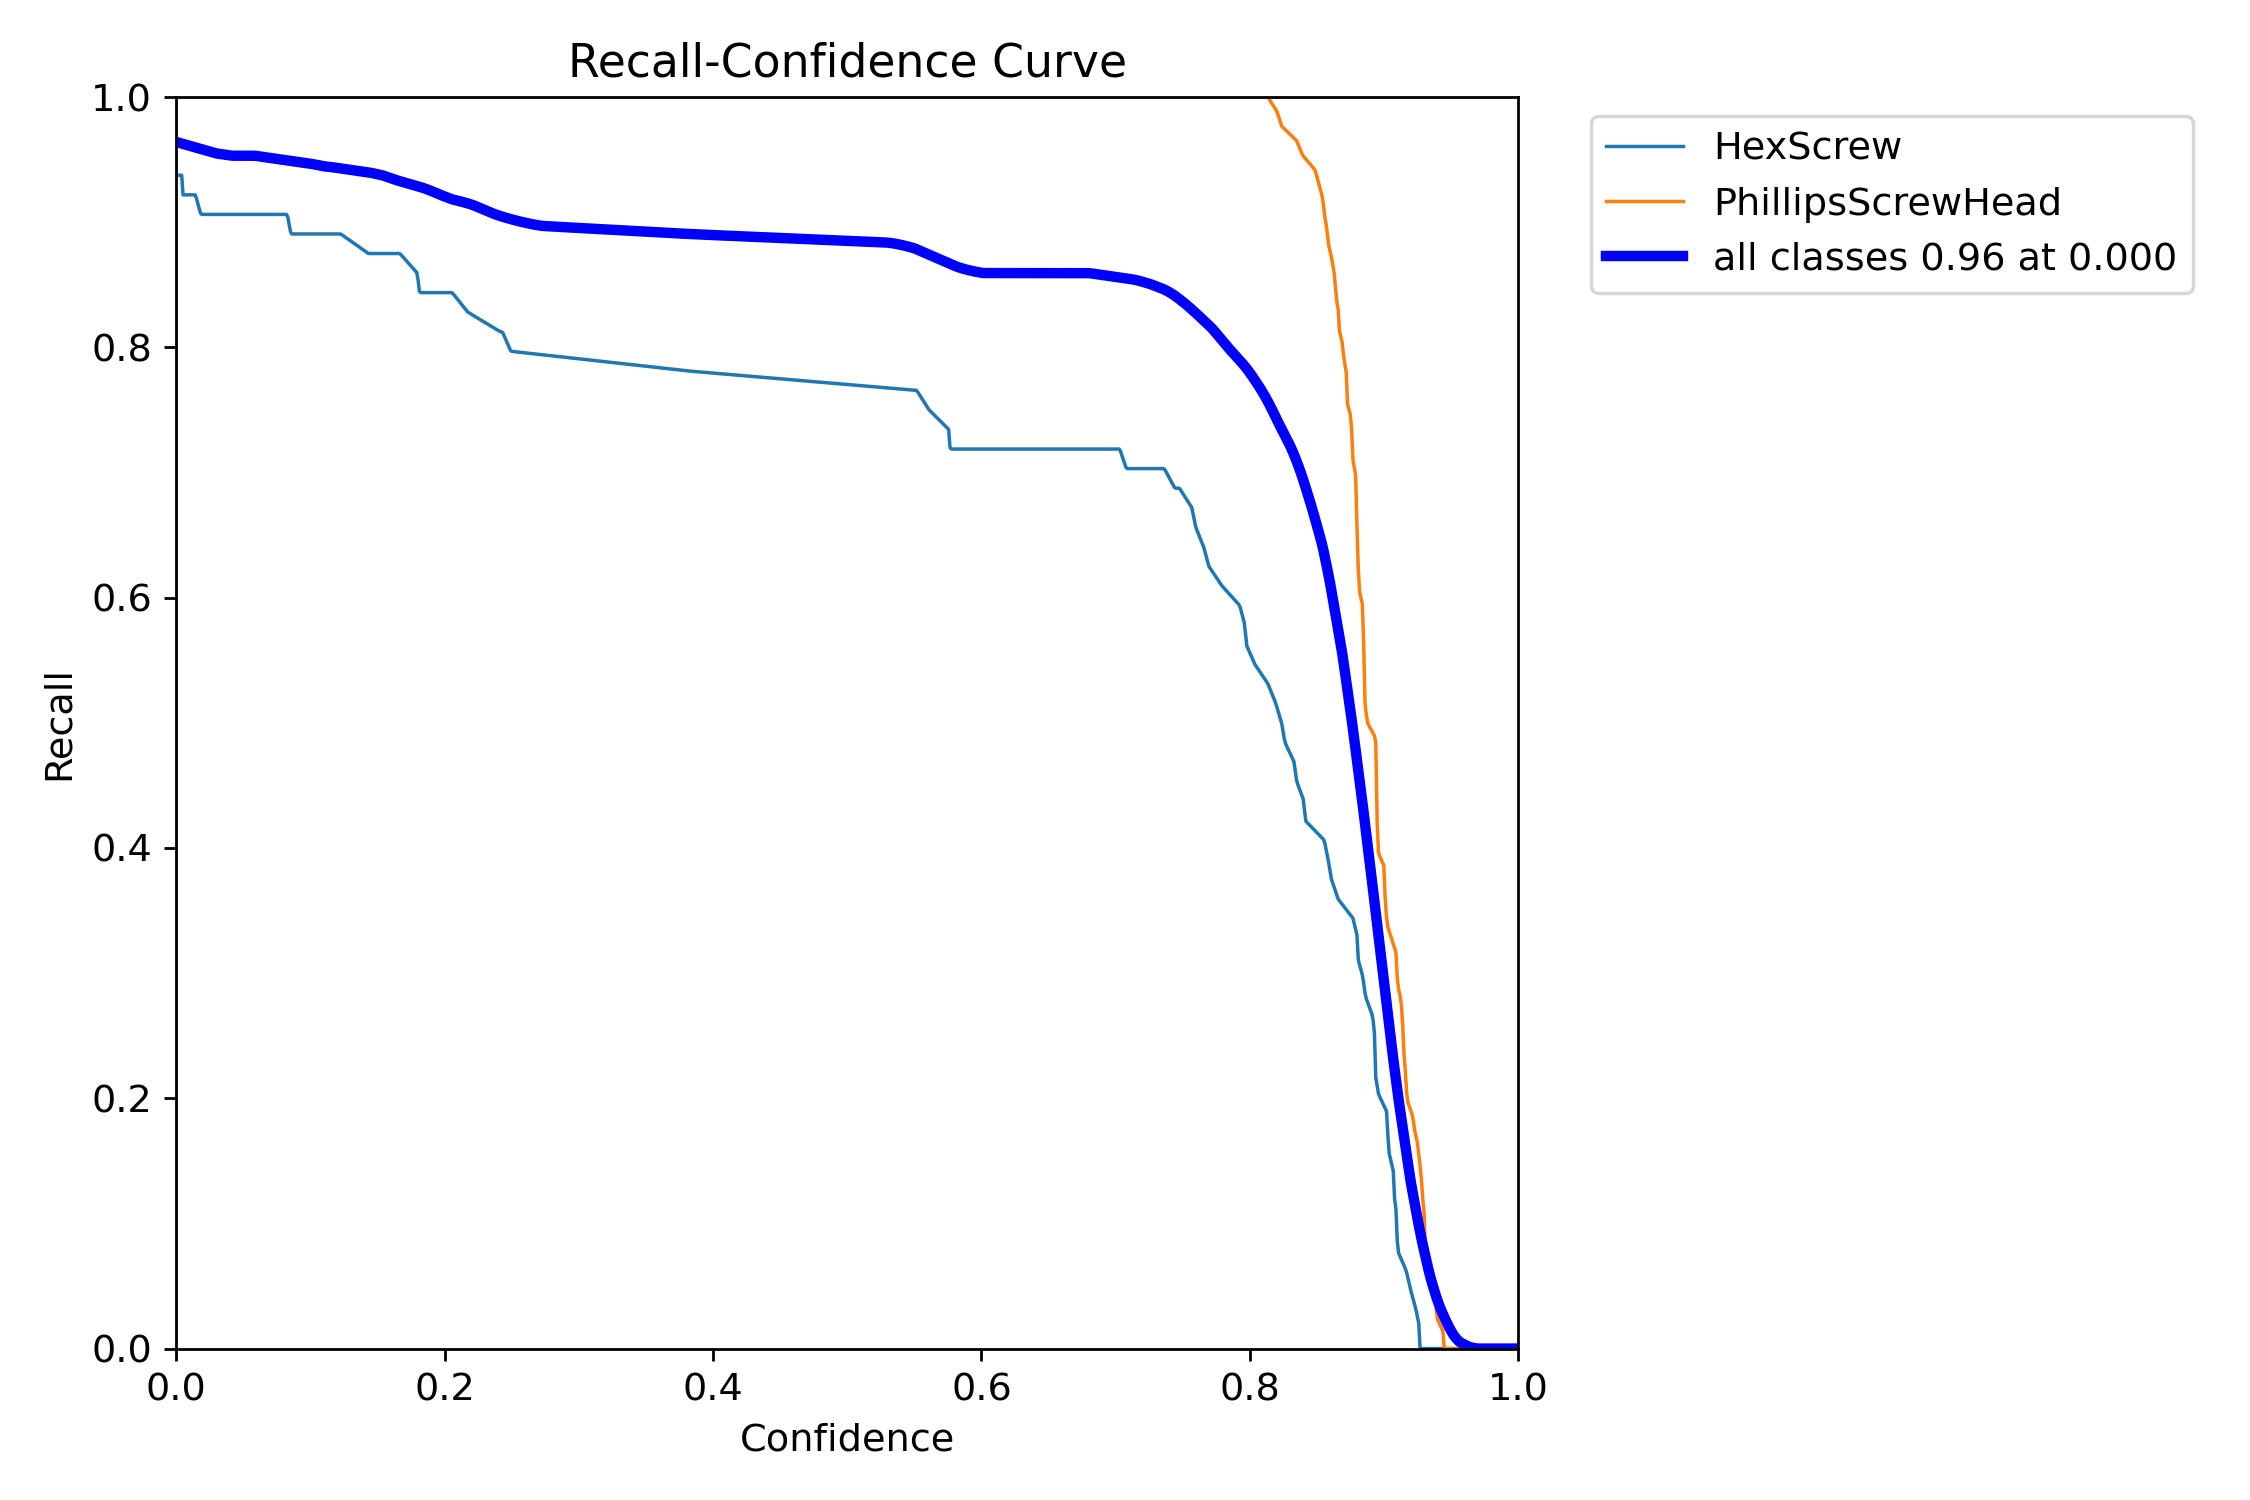 Recall-Confidence Curve
HexScrew
PhillipsScrewHead
all classes 0.96 at 0.000
Recall
1.0
0.8
0.6
0.4
0.2
0.0
0.0 0.2 0.4 0.6 0.8 1.0
Confidence